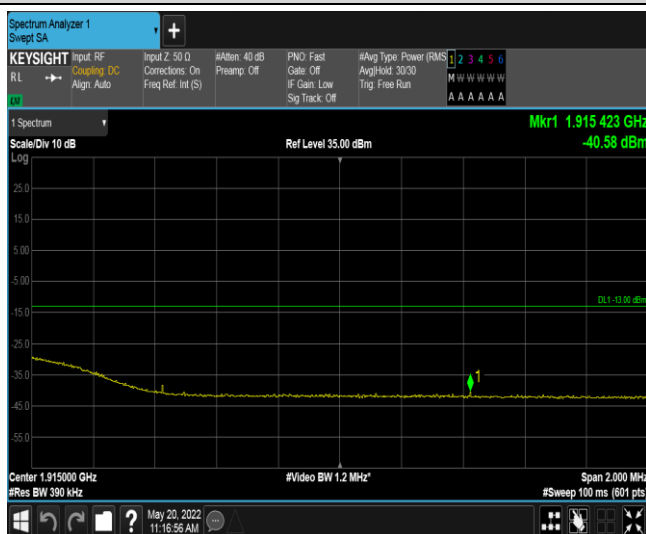 Spectrum Analyzer 1
Swept SA
+
KEYSIGHT
RL
Input: RF
Coupling: DC
Align: Auto
Input Z: 50 Ω
Corrections: On
Freq Ref: Int (S)
#Atten: 40 dB
Preamp: Off
PNO: Fast
Gate: Off
IF Gain: Low
Sig Track: Off
#Avg Type: Power (RMS
Avg|Hold: 30/30
Trig: Free Run
1 2 3 4 5 6
M W W W W W
A A A A A A
1 Spectrum
Mkr1 1.915 423 GHz
Scale/Div 10 dB
Ref Level 35.00 dBm
-40.58 dBm
Log
25.0
15.0
5.00
-5.00
DL1 -13.00 dBm
-15.0
-25.0
-35.0
1
-45.0
-55.0
Center 1.915000 GHz
#Video BW 1.2 MHz*
Span 2.000 MHz
#Res BW 390 kHz
#Sweep 100 ms (601 pts)
?
May 20, 2022
11:16:56 AM